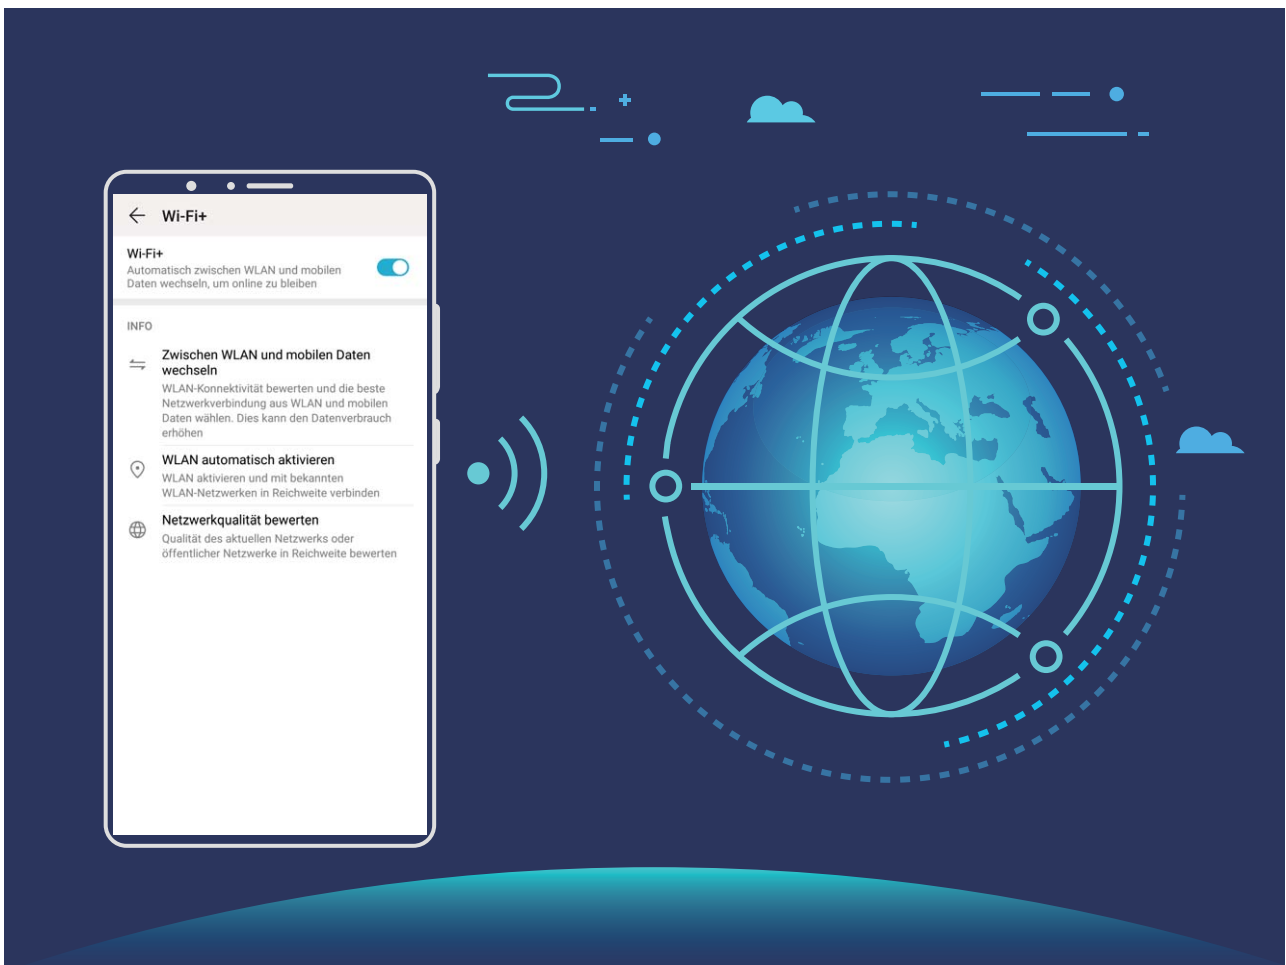 Wi-Fi+
Wi-Fi+
Automatisch zwischen WLAN und mobilen
Daten wechseln, um online zu bleiben
INFO
Zwischen WLAN und mobilen Daten
wechseln
WLAN-Konnektivität bewerten und die beste
Netzwerkverbindung aus WLAN und mobilen
Daten wählen. Dies kann den Datenverbrauch
erhöhen
WLAN automatisch aktivieren
WLAN aktivieren und mit bekannten
WLAN-Netzwerken in Reichweite verbinden
Netzwerkqualität bewerten
Qualität des aktuellen Netzwerks oder
öffentlicher Netzwerke in Reichweite bewerten